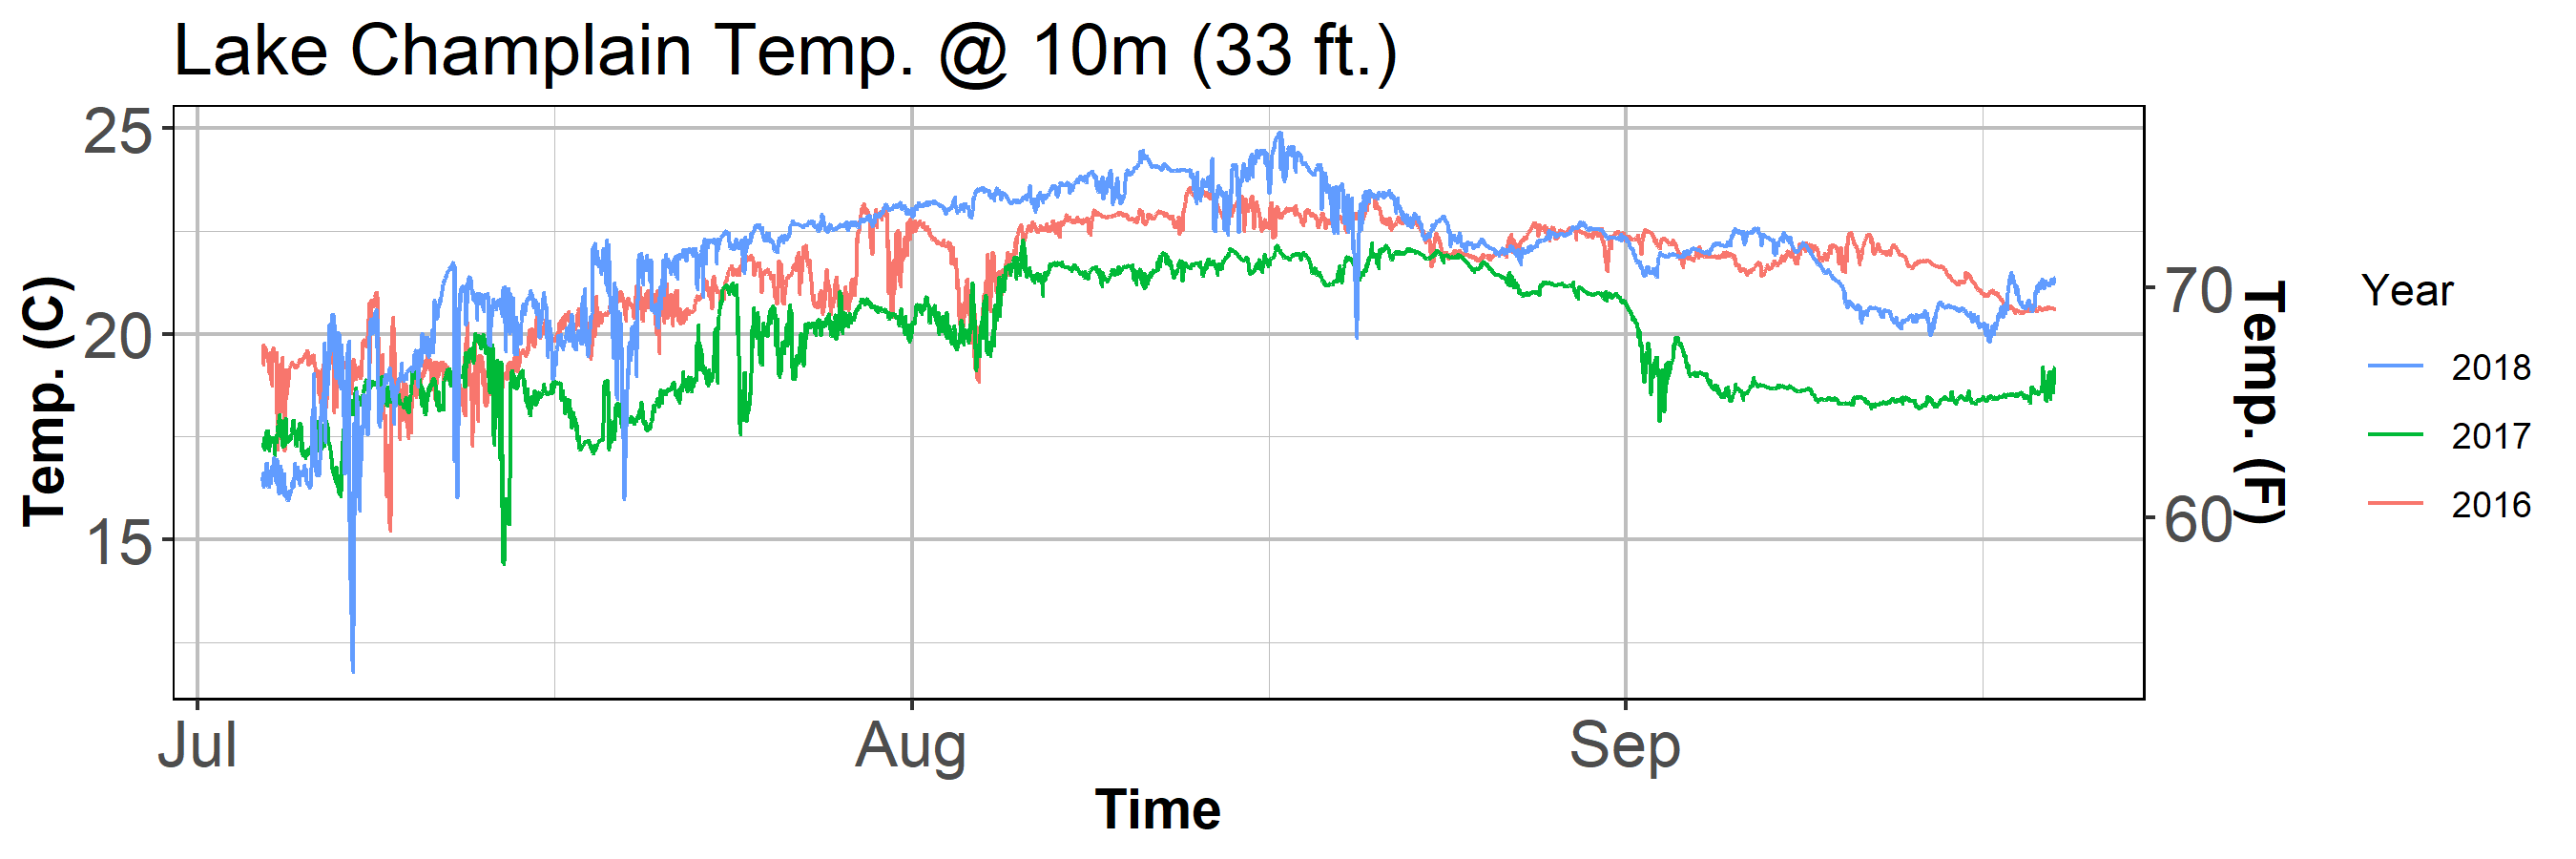 Lake Champlain Temp. @ 10m (33 ft.)
Temp. (C)
25
20
15
Jul
Aug
Sep
Time
70
60
Temp. (F)
Year
2018
2017
2016